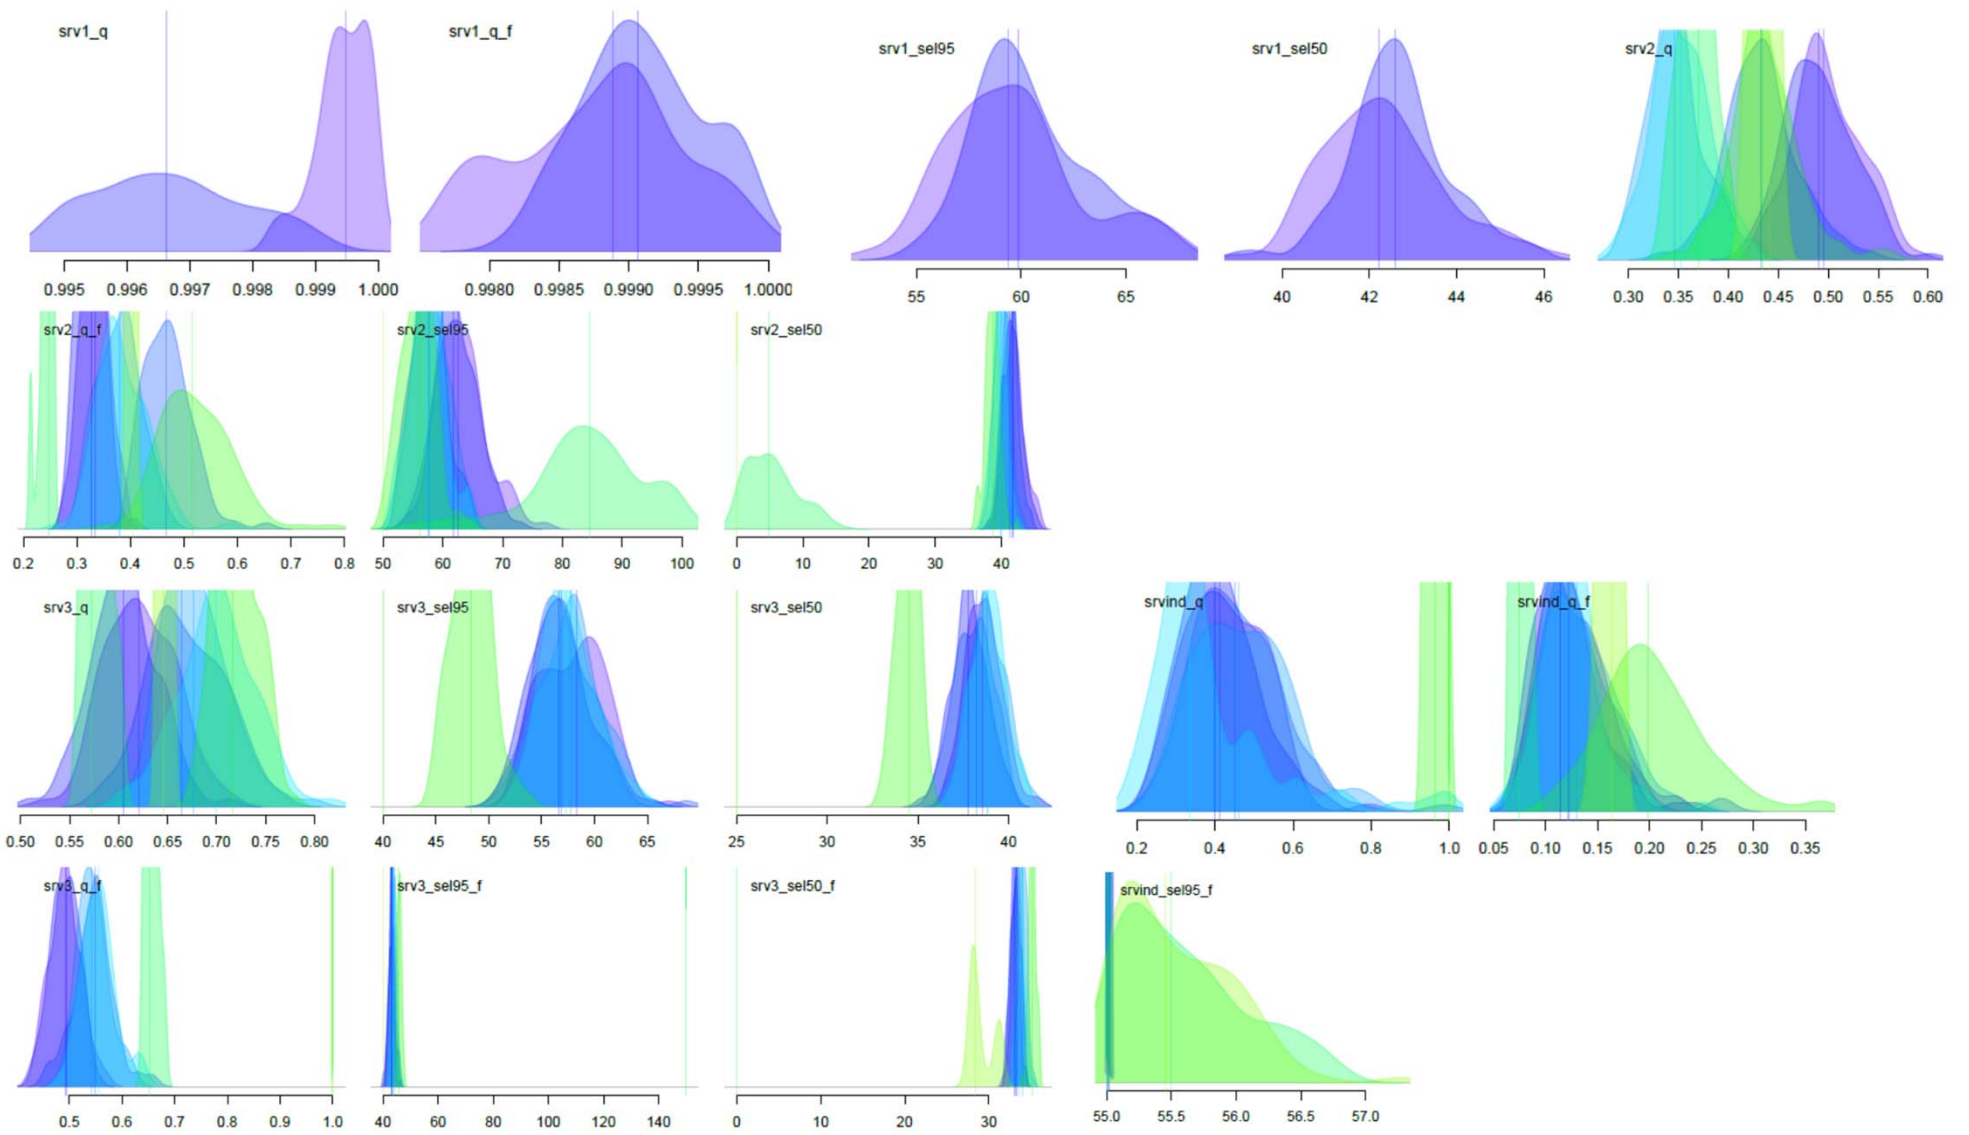 srv1_q
srv1_q_f
srv1_sel95
srv1_sel50
srv2_q
0.995 0.996 0.997 0.998 0.999 1.000
0.9980 0.9985 0.9990 0.9995 1.0000
55 60 65
40 42 44 46
0.30 0.35 0.40 0.45 0.50 0.55 0.60
srv2_q_f
srv2_sel95
srv2_sel50
0.2 0.3 0.4 0.5 0.6 0.7 0.8
50 60 70 80 90 100
0 10 20 30 40
srv3_q
srv3_sel95
srv3_sel50
srvind_q
srvind_q_f
0.50 0.55 0.60 0.65 0.70 0.75 0.80
40 45 50 55 60 65
25 30 35 40
0.2 0.4 0.6 0.8 1.0
0.05 0.10 0.15 0.20 0.25 0.30 0.35
srv3_q_f
srv3_sel95_f
srv3_sel50_f
srvind_sel95_f
0.5 0.6 0.7 0.8 0.9 1.0
40 60 80 100 120 140
0 10 20 30
55.0 55.5 56.0 56.5 57.0